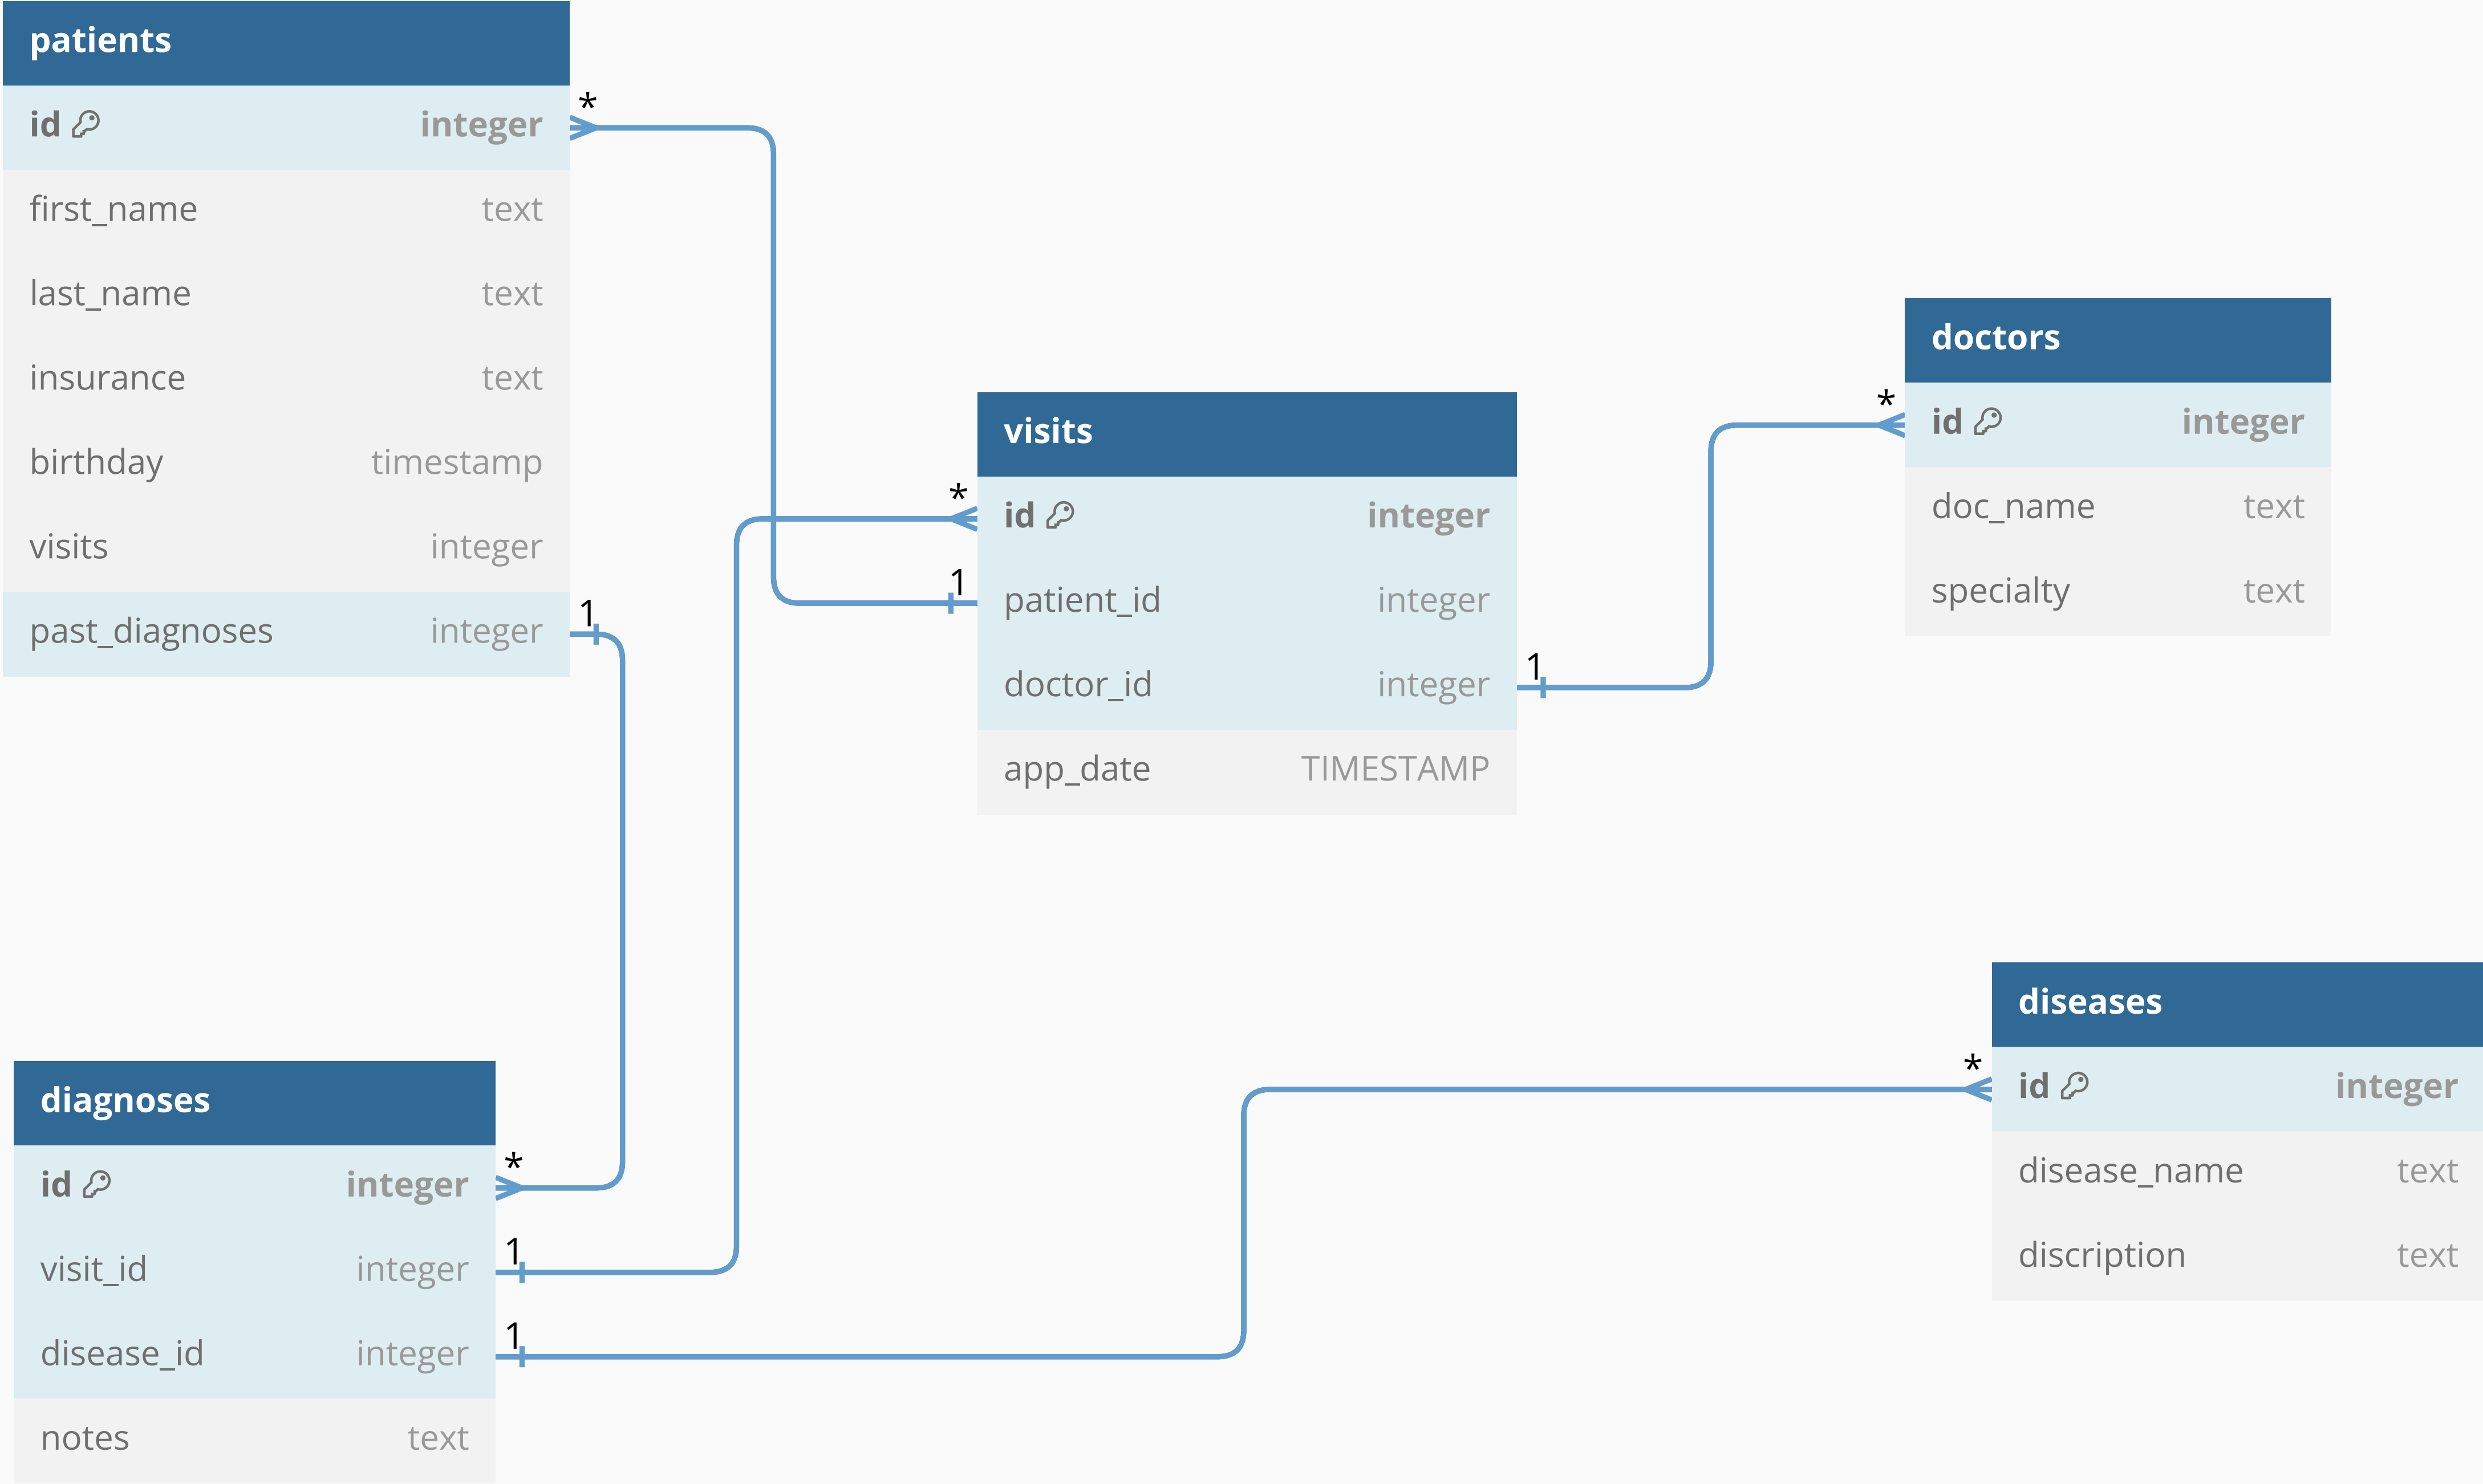 patients
id integer
first_name text
last_name text
insurance text
birthday timestamp
visits integer
past_diagnoses integer
*
1
visits
id integer
patient_id integer
doctor_id integer
app_date TIMESTAMP
*
1
1
doctors
id integer
doc_name text
specialty text
*
diagnoses
id integer
visit_id integer
disease_id integer
notes text
*
1
1
diseases
id integer
disease_name text
discription text
*